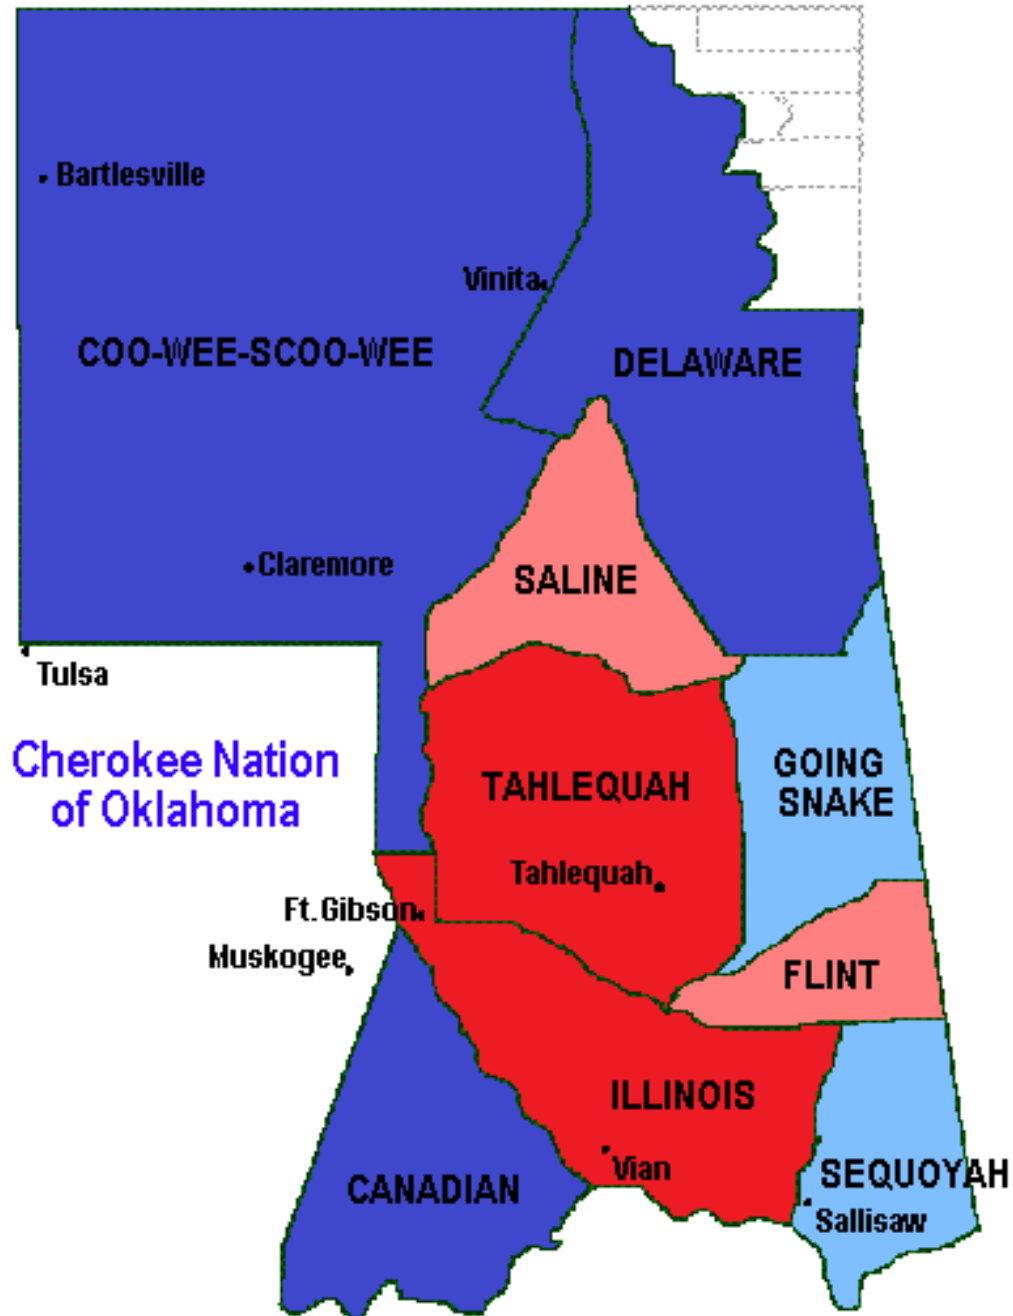 Bartlesville
Vinita
COO-WEE-SCOO-WEE
DELAWARE
Claremore
SALINE
Tulsa
Cherokee Nation
of Oklahoma
TAHLEQUAH
GOING
SNAKE
Tahlequah
Ft. Gibson
Muskogee
FLINT
ILLINOIS
Vian
CANADIAN
SEQUOYAH
Sallisaw